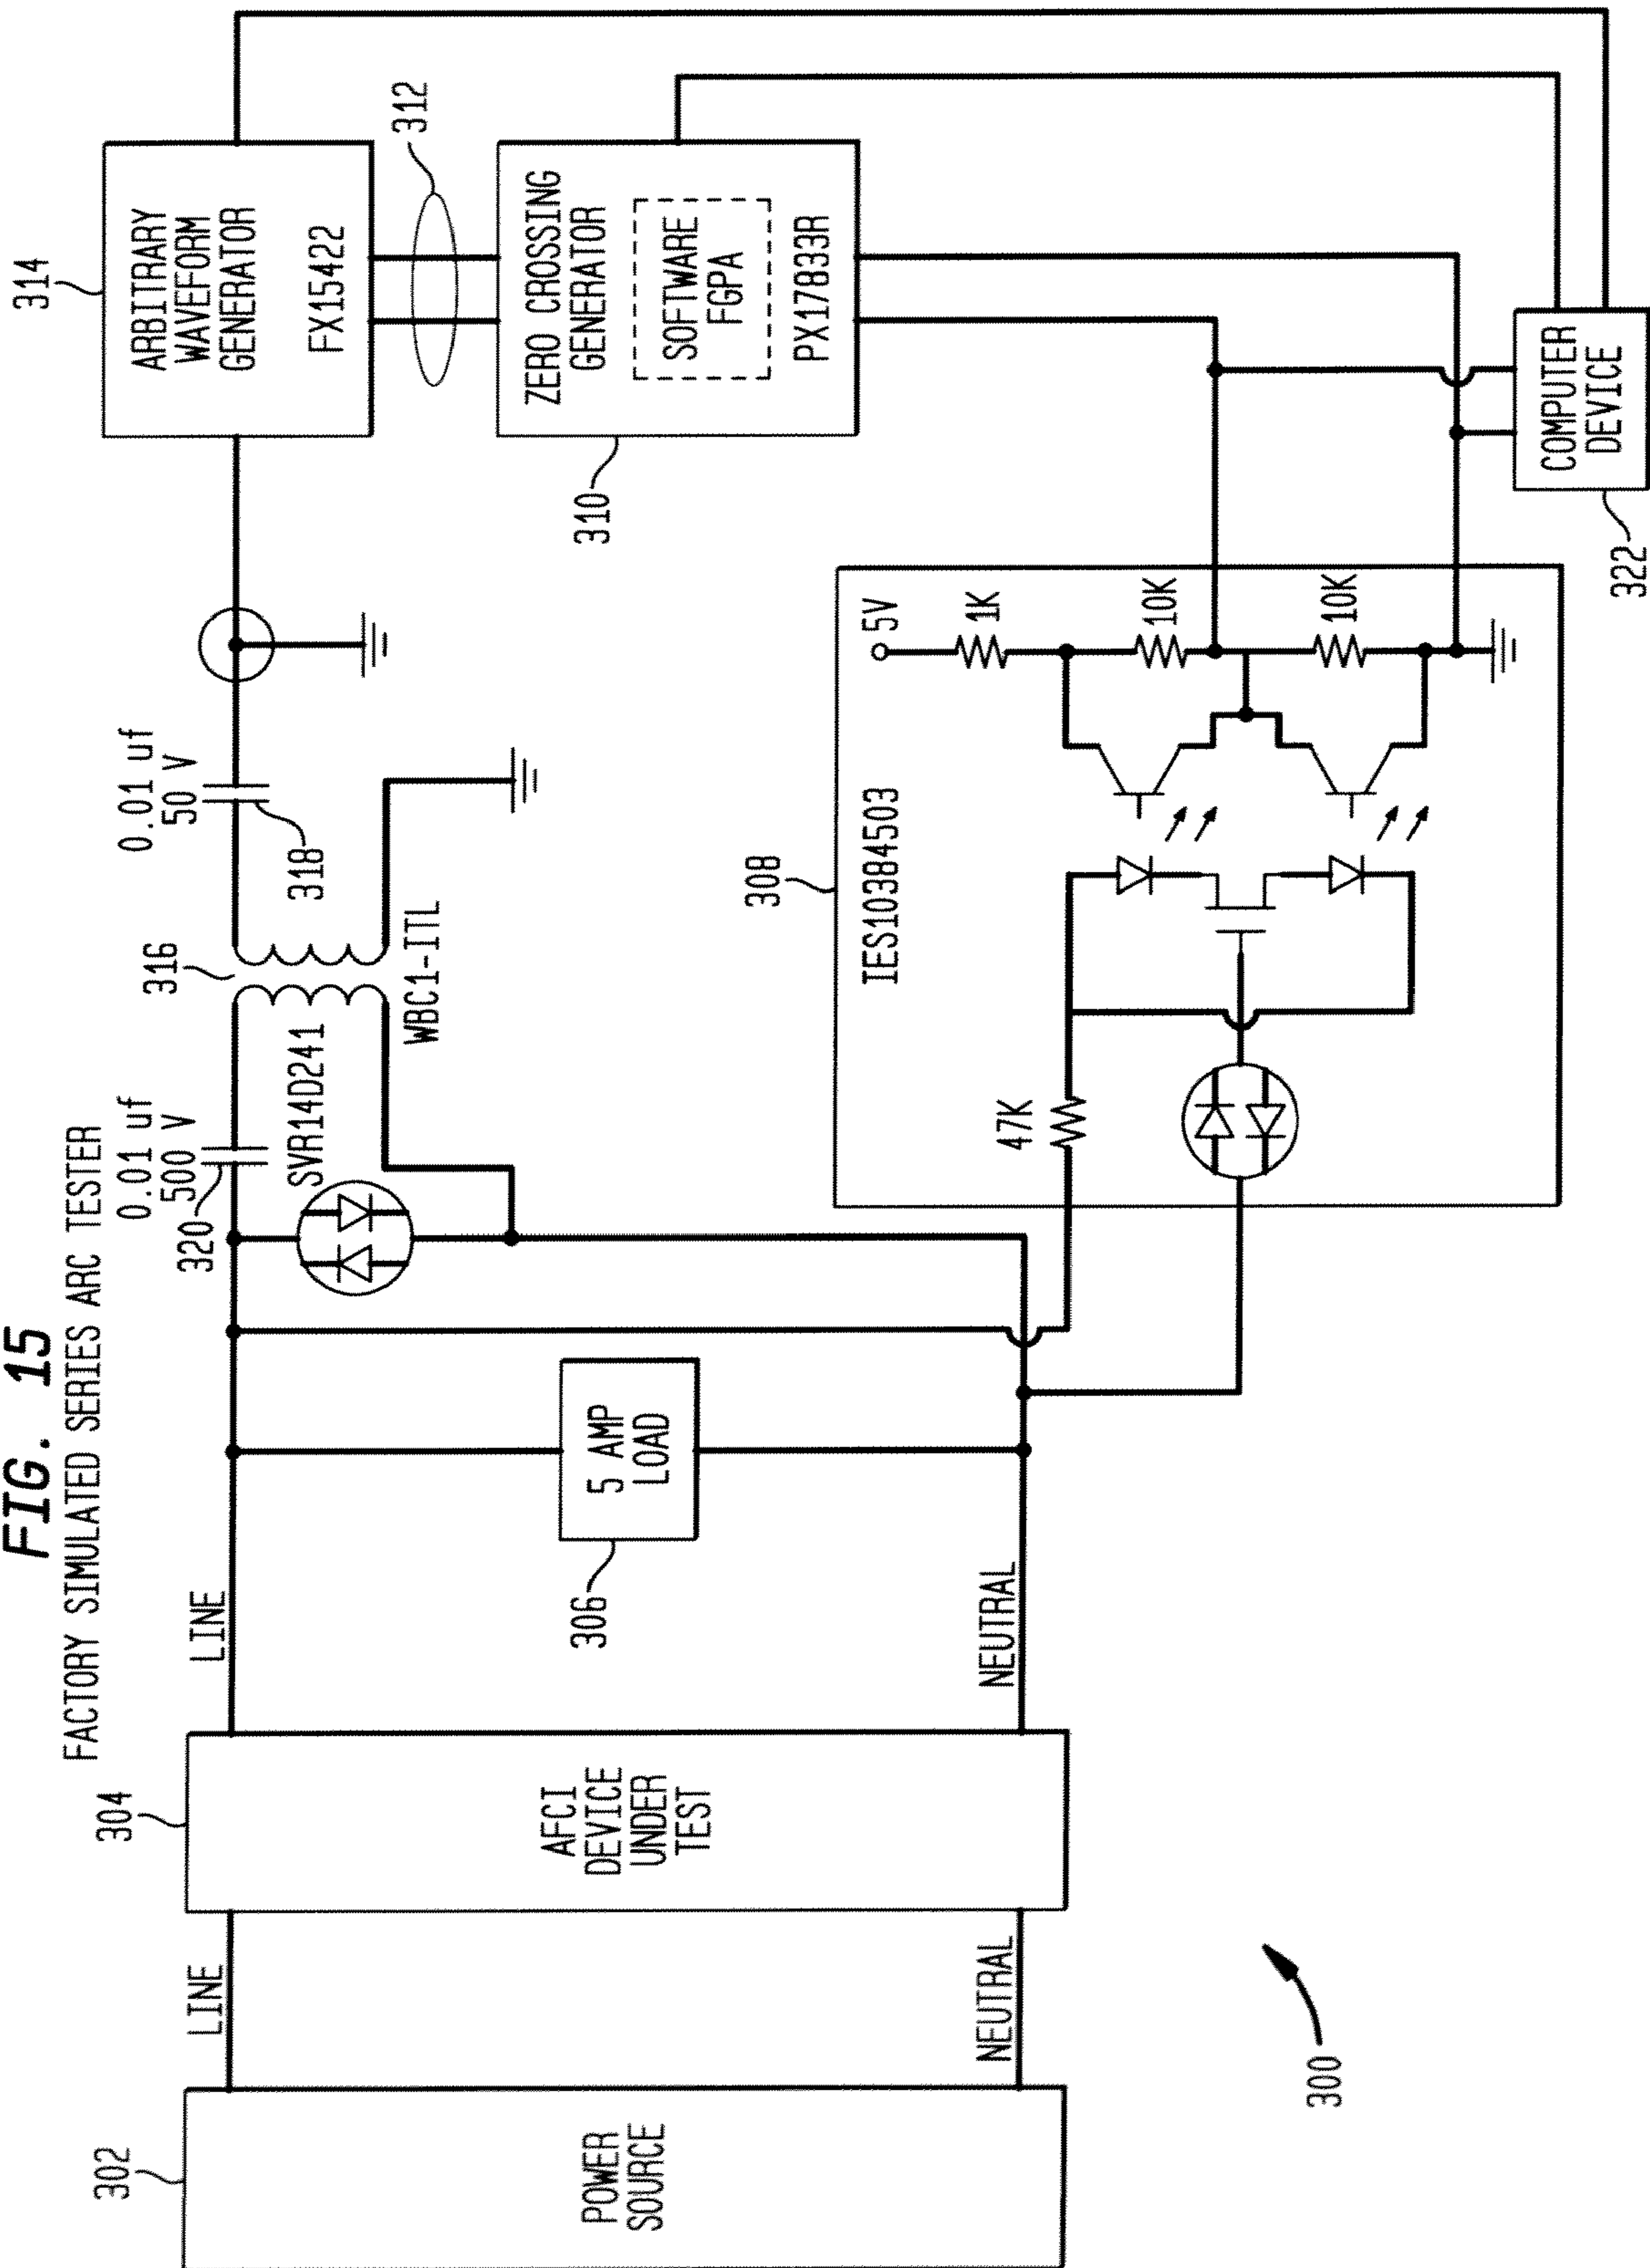 FIG. 15
FACTORY SIMULATED SERIES ARC TESTER
302
POWER
SOURCE
LINE
NEUTRAL
304
AFCI
DEVICE
UNDER
TEST
LINE
NEUTRAL
306
5 AMP
LOAD
320
0.01 uf
500 V
SVR14D241
316
WBC1-ITL
318
0.01 uf
50 V
314
ARBITRARY
WAVEFORM
GENERATOR
FX15422
312
310
ZERO CROSSING
GENERATOR
SOFTWARE
FGPA
PX17833R
308
IES10384503
47K
5V
1K
10K
10K
322
COMPUTER
DEVICE
300